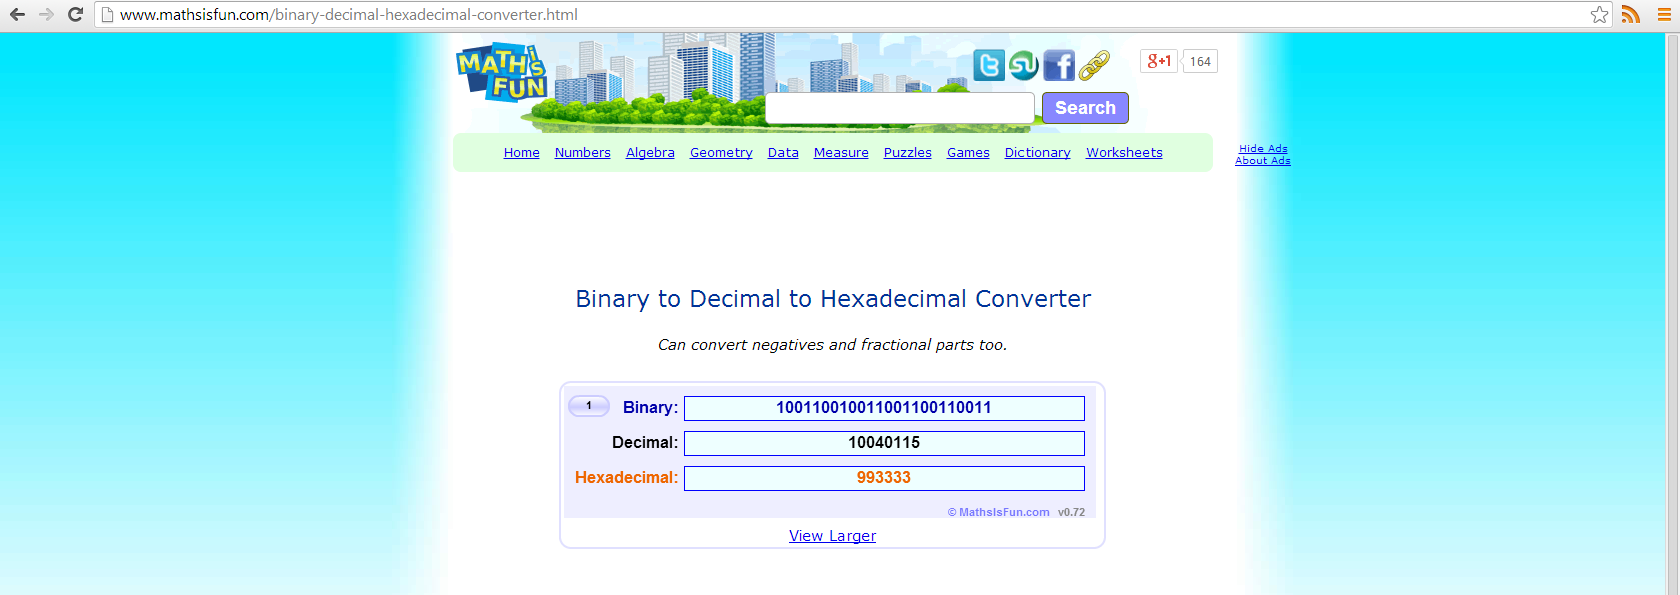 www.mathsisfun.com/binary-decimal-hexadecimal-converter.html
MATH is FUN
g+1 164
Search
Home Numbers Algebra Geometry Data Measure Puzzles Games Dictionary Worksheets
Hide Ads
About Ads
Binary to Decimal to Hexadecimal Converter
Can convert negatives and fractional parts too.
1 Binary: 100110010011001100110011
Decimal: 10040115
Hexadecimal: 993333
© MathsIsFun.com v0.72
View Larger